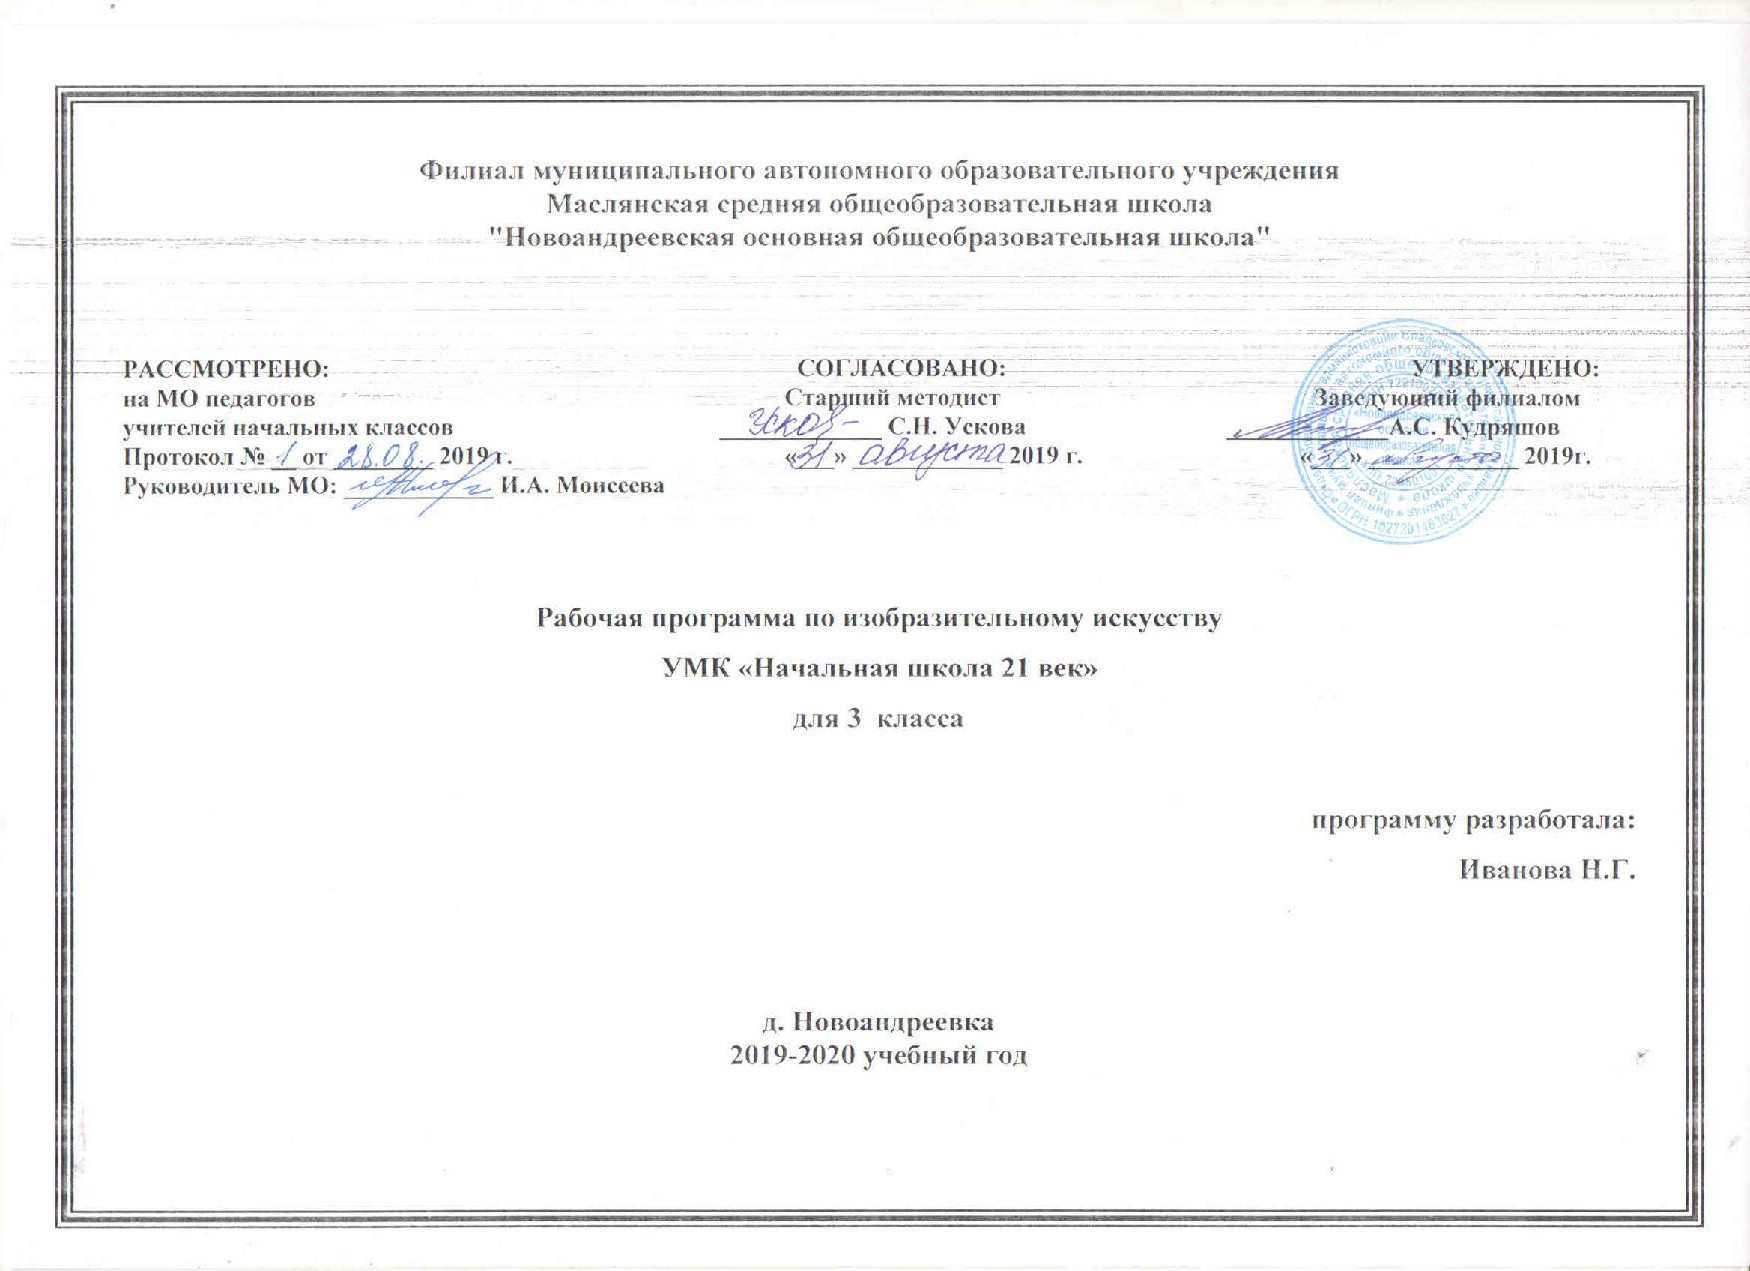 Филиал муниципального автономного образовательного учреждения
Маслянская средняя общеобразовательная школа
"Новоандреевская основная общеобразовательная школа"
РАССМОТРЕНО:
на МО педагогов
учителей начальных классов
Протокол № 1 от 28.08. 2019 г.
Руководитель МО: И.А. Моисеева
СОГЛАСОВАНО:
Старший методист
Ускова С.Н. Ускова
«31» августа 2019 г.
УТВЕРЖДЕНО:
Заведующий филиалом
А.С. Кудряшов
«31» августа 2019г.
Рабочая программа по изобразительному искусству
УМК «Начальная школа 21 век»
для 3 класса
программу разработала:
Иванова Н.Г.
д. Новоандреевка
2019-2020 учебный год